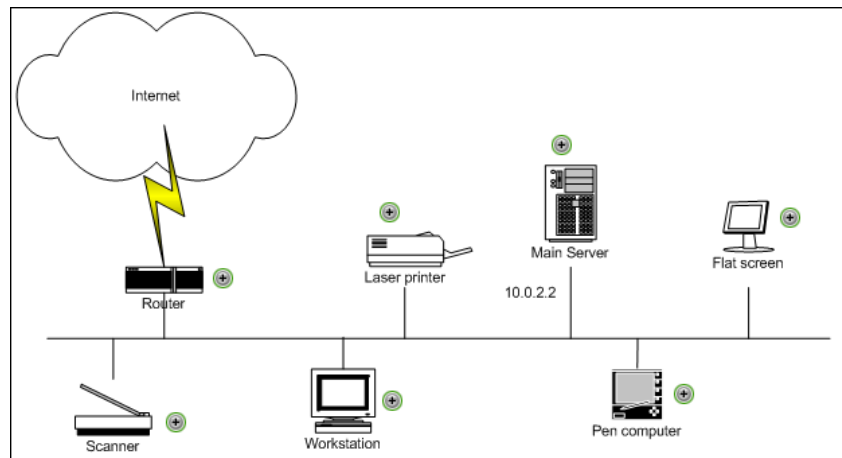 Internet
Main Server
Flat screen
Laser printer
Router
10.0.2.2
Scanner
Workstation
Pen computer